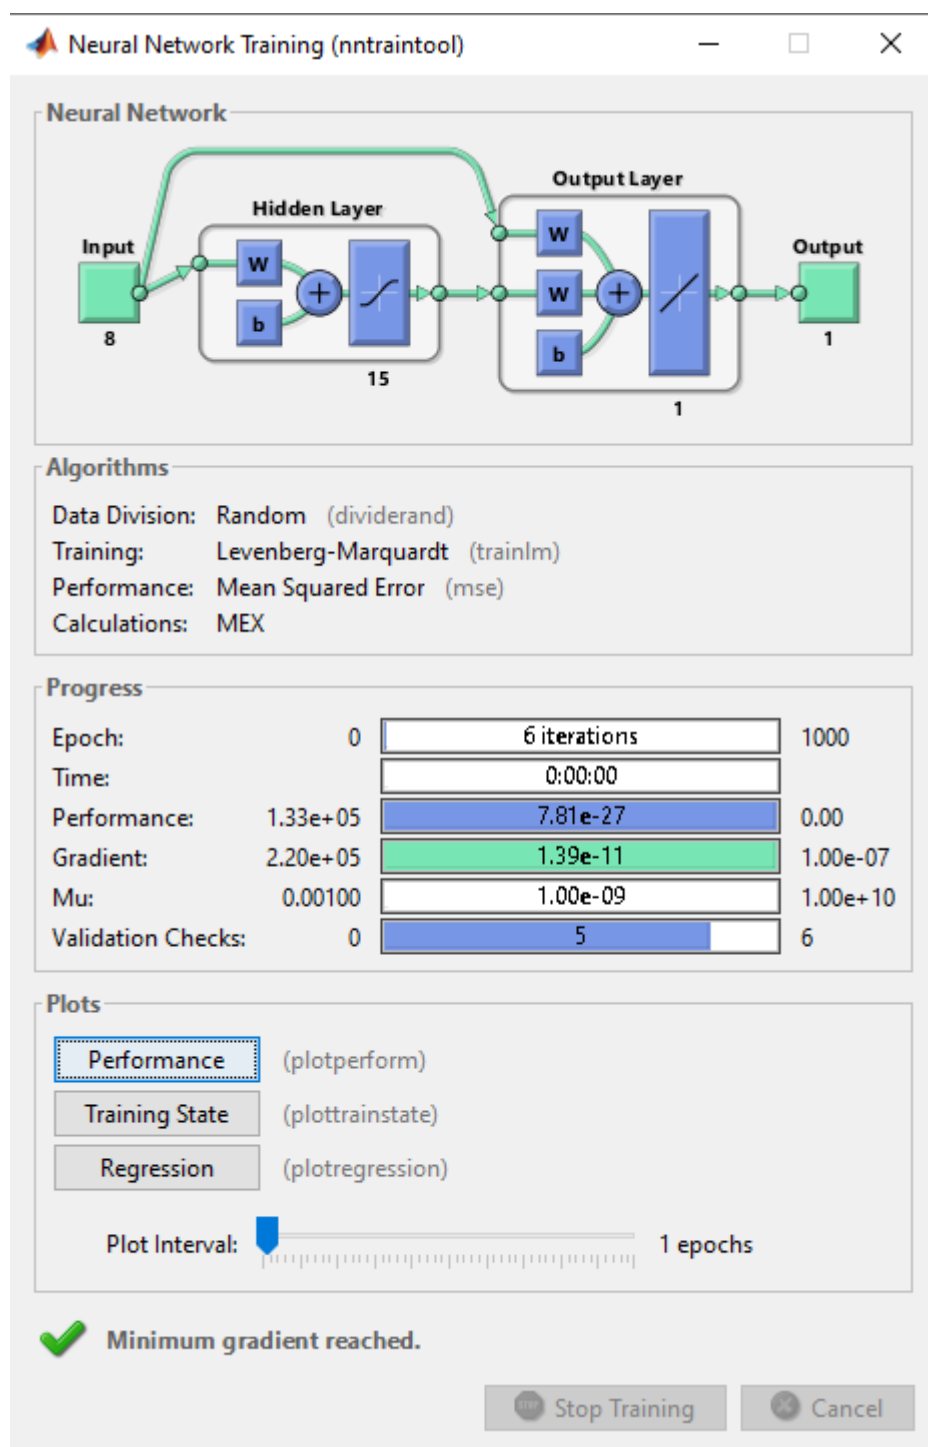 Neural Network Training (nntraintool)
Neural Network
Output Layer
Hidden Layer
Input
Output
W
W
W
b
b
8
15
1
1
Algorithms
Data Division: Random (dividerand)
Training: Levenberg-Marquardt (trainlm)
Performance: Mean Squared Error (mse)
Calculations: MEX
Progress
Epoch: 0 6 iterations 1000
Time: 0:00:00
Performance: 1.33e+05 7.81e-27 0.00
Gradient: 2.20e+05 1.39e-11 1.00e-07
Mu: 0.00100 1.00e-09 1.00e+10
Validation Checks: 0 5 6
Plots
Performance (plotperform)
Training State (plottrainstate)
Regression (plotregression)
Plot Interval: 1 epochs
Minimum gradient reached.
STOP Stop Training Cancel